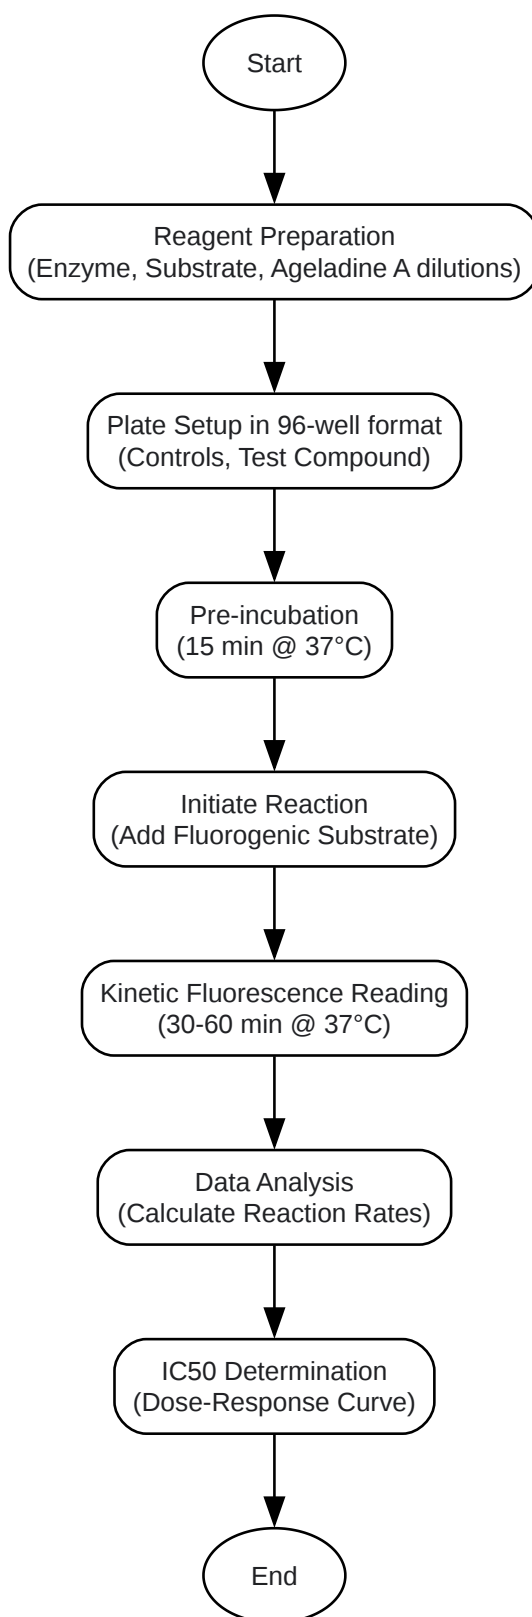 Start
Reagent Preparation
(Enzyme, Substrate, Ageladine A dilutions)
Plate Setup in 96-well format
(Controls, Test Compound)
Pre-incubation
(15 min @ 37°C)
Initiate Reaction
(Add Fluorogenic Substrate)
Kinetic Fluorescence Reading
(30-60 min @ 37°C)
Data Analysis
(Calculate Reaction Rates)
IC50 Determination
(Dose-Response Curve)
End